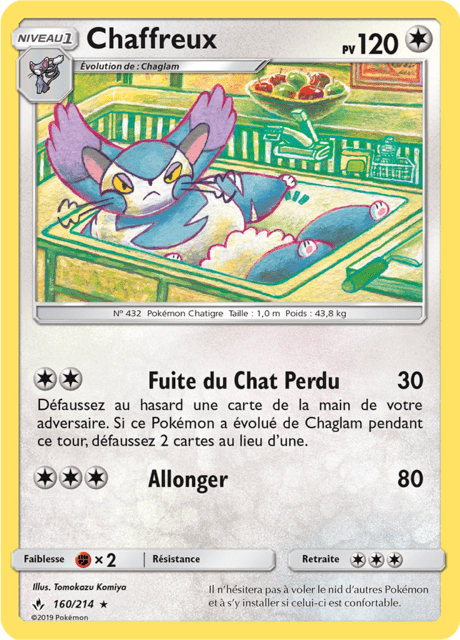 NIVEAU 1
Chaffreux
PV 120
Évolution de : Chaglam
N° 432 Pokémon Chatigre Taille : 1,0 m Poids : 43,8 kg
Fuite du Chat Perdu 30
Défaussez au hasard une carte de la main de votre
adversaire. Si ce Pokémon a évolué de Chaglam pendant
ce tour, défaussez 2 cartes au lieu d'une.
Allonger 80
Faiblesse × 2 Résistance Retraite
Illus. Tomokazu Komiya
160/214 ★
©2019 Pokémon
Il n'hésitera pas à voler le nid d'autres Pokémon
et à s'y installer si celui-ci est confortable.